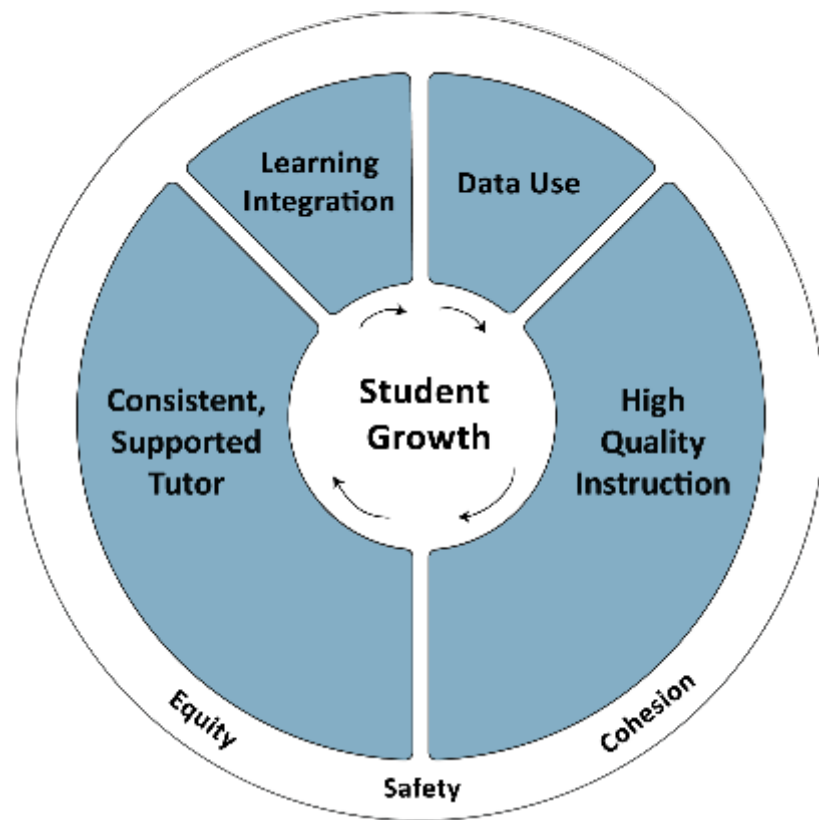 Learning
Integration
Data Use
Consistent,
Supported
Tutor
Student
Growth
High
Quality
Instruction
Equity
Safety
Cohesion